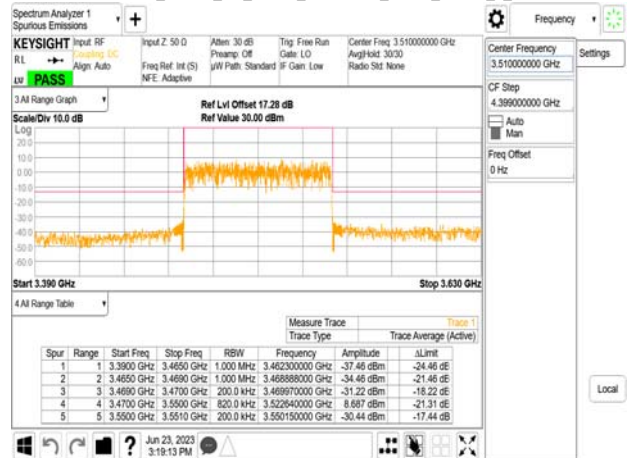 Spectrum Analyzer 1
Spurious Emissions
Frequency
KEYSIGHT Input: RF Input Z: 50 Ω Atten: 30 dB Trig: Free Run Center Freq: 3.510000000 GHz
RL Coupling: DC Preamp: Off Gate: LO Avg|Hold: 30/30
Align: Auto Freq Ref: Int (S) µW Path: Standard IF Gain: Low Radio Std: None
LV PASS NFE: Adaptive
Center Frequency
3.510000000 GHz
Settings
CF Step
4.399000000 GHz
Auto
Man
Freq Offset
0 Hz
3 All Range Graph
Ref Lvl Offset 17.28 dB
Scale/Div 10.0 dB Ref Value 30.00 dBm
Log
20.0
10.0
0.00
-10.0
-20.0
-30.0
-40.0
-50.0
-60.0
Start 3.390 GHz Stop 3.630 GHz
4 All Range Table
Measure Trace Trace 1
Trace Type Trace Average (Active)
Spur Range Start Freq Stop Freq RBW Frequency Amplitude ΔLimit
1 1 3.3900 GHz 3.4650 GHz 1.000 MHz 3.462300000 GHz -37.46 dBm -24.46 dB
2 2 3.4650 GHz 3.4690 GHz 1.000 MHz 3.468888000 GHz -34.46 dBm -21.46 dB
3 3 3.4690 GHz 3.4700 GHz 200.0 kHz 3.469970000 GHz -31.22 dBm -18.22 dB
4 4 3.4700 GHz 3.5500 GHz 820.0 kHz 3.522640000 GHz 8.687 dBm -21.31 dB
5 5 3.5500 GHz 3.5510 GHz 200.0 kHz 3.550150000 GHz -30.44 dBm -17.44 dB
Local
Jun 23, 2023
3:19:13 PM